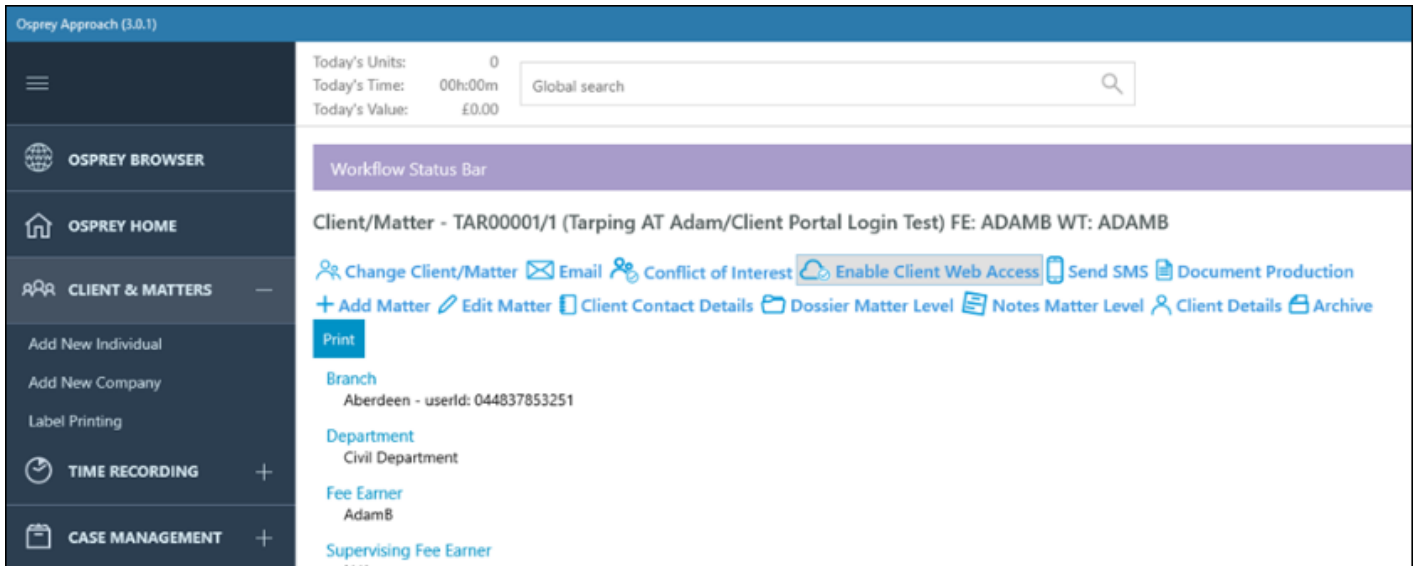 Osprey Approach (3.0.1)
Today's Units: 0
Today's Time: 00h:00m
Today's Value: £0.00
Global search
OSPREY BROWSER
OSPREY HOME
CLIENT & MATTERS
Add New Individual
Add New Company
Label Printing
TIME RECORDING
CASE MANAGEMENT
Workflow Status Bar
Client/Matter - TAR00001/1 (Tarping AT Adam/Client Portal Login Test) FE: ADAMB WT: ADAMB
Change Client/Matter Email Conflict of Interest Enable Client Web Access Send SMS Document Production
Add Matter Edit Matter Client Contact Details Dossier Matter Level Notes Matter Level Client Details Archive
Print
Branch
Aberdeen - userId: 044837853251
Department
Civil Department
Fee Earner
AdamB
Supervising Fee Earner